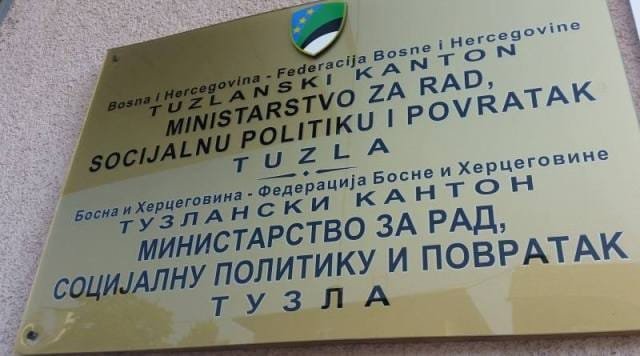 Bosna i Hercegovina - Federacija Bosne i Hercegovine
TUZLANSKI KANTON
MINISTARSTVO ZA RAD,
SOCIJALNU POLITIKU I POVRATAK
TUZLA
Босна и Херцеговина - Федерација Босне и Херцеговине
ТУЗЛАНСКИ КАНТОН
МИНИСТАРСТВО ЗА РАД,
СОЦИЈАЛНУ ПОЛИТИКУ И ПОВРАТАК
ТУЗЛА